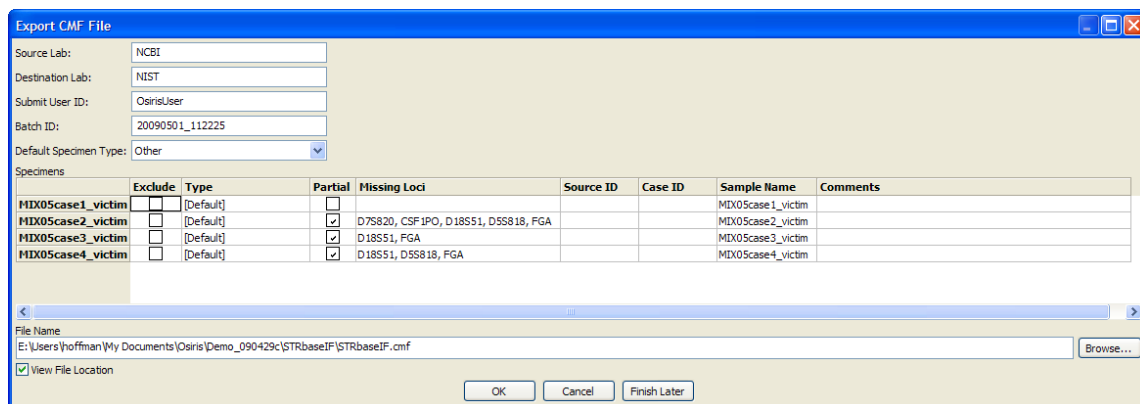 Export CMF File
Source Lab: NCBI
Destination Lab: NIST
Submit User ID: OsirisUser
Batch ID: 20090501_112225
Default Specimen Type: Other
Specimens
Exclude Type Partial Missing Loci Source ID Case ID Sample Name Comments
MIX05case1_victim [Default] MIX05case1_victim
MIX05case2_victim [Default] D7S820, CSF1PO, D18S51, D5S818, FGA MIX05case2_victim
MIX05case3_victim [Default] D18S51, FGA MIX05case3_victim
MIX05case4_victim [Default] D18S51, D5S818, FGA MIX05case4_victim
File Name
E:\Users\hoffman\My Documents\Osiris\Demo_090429c\STRbaseIF\STRbaseIF.cmf Browse...
View File Location
OK Cancel Finish Later